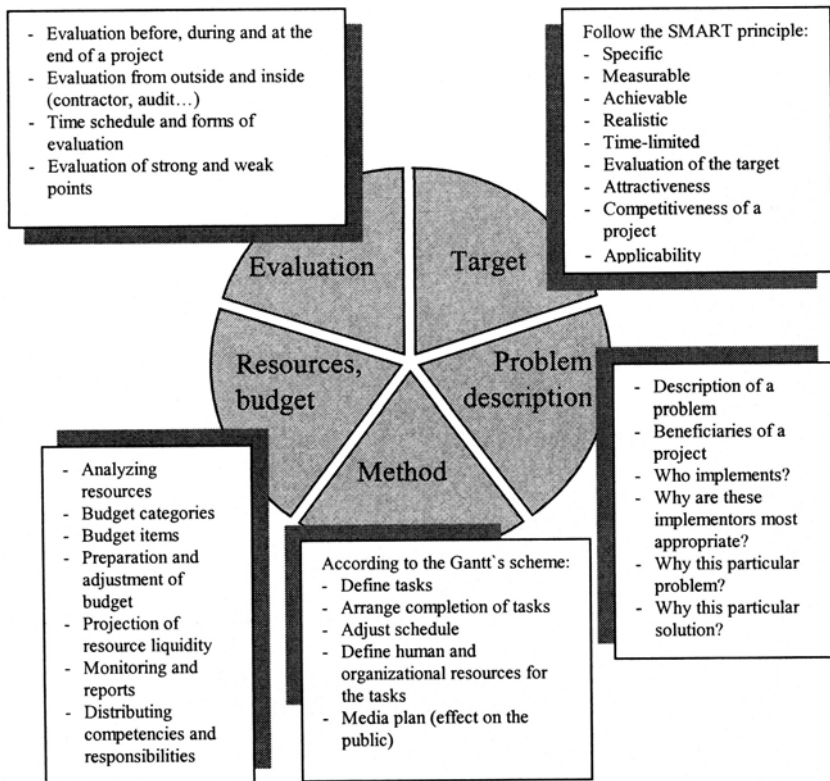 - Evaluation before, during and at the
end of a project
- Evaluation from outside and inside
(contractor, audit…)
- Time schedule and forms of
evaluation
- Evaluation of strong and weak
points
Follow the SMART principle:
- Specific
- Measurable
- Achievable
- Realistic
- Time-limited
- Evaluation of the target
- Attractiveness
- Competitiveness of a
project
- Applicability
Evaluation
Target
Resources,
budget
Problem
description
Method
- Description of a
problem
- Beneficiaries of a
project
- Who implements?
- Why are these
implementors most
appropriate?
- Why this particular
problem?
- Why this particular
solution?
- Analyzing
resources
- Budget categories
- Budget items
- Preparation and
adjustment of
budget
- Projection of
resource liquidity
- Monitoring and
reports
- Distributing
competencies and
responsibilities
According to the Gantt`s scheme:
- Define tasks
- Arrange completion of tasks
- Adjust schedule
- Define human and
organizational resources for
the tasks
- Media plan (effect on the
public)